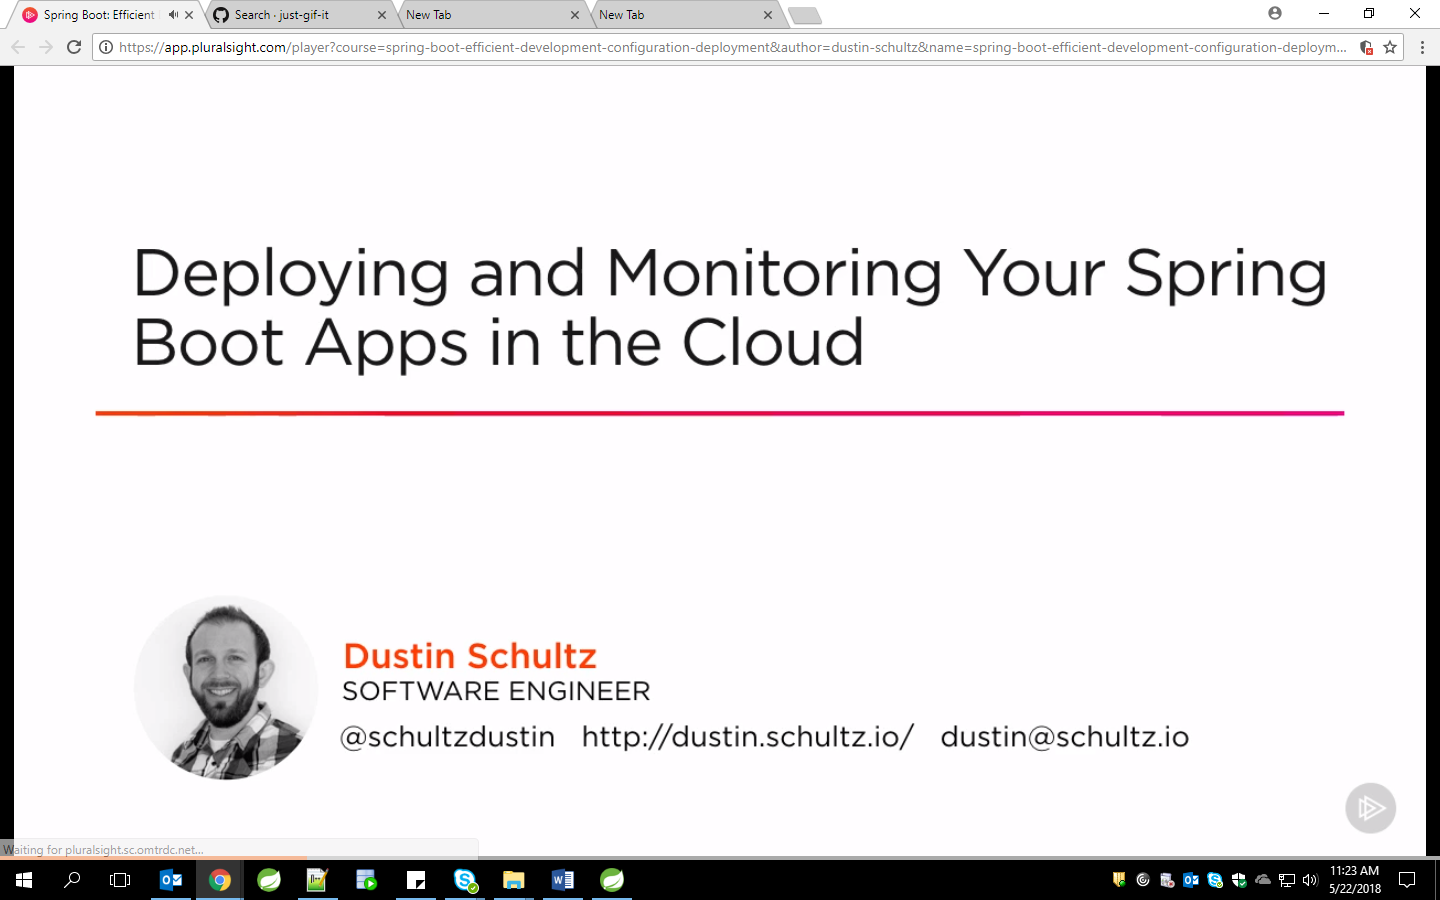 Spring Boot: Efficient
Search · just-gif-it
New Tab
New Tab
https://app.pluralsight.com/player?course=spring-boot-efficient-development-configuration-deployment&author=dustin-schultz&name=spring-boot-efficient-development-configuration-deploym...
Deploying and Monitoring Your Spring
Boot Apps in the Cloud
Dustin Schultz
SOFTWARE ENGINEER
@schultzdustin http://dustin.schultz.io/ dustin@schultz.io
Waiting for pluralsight.sc.omtrdc.net...
11:23 AM
5/22/2018